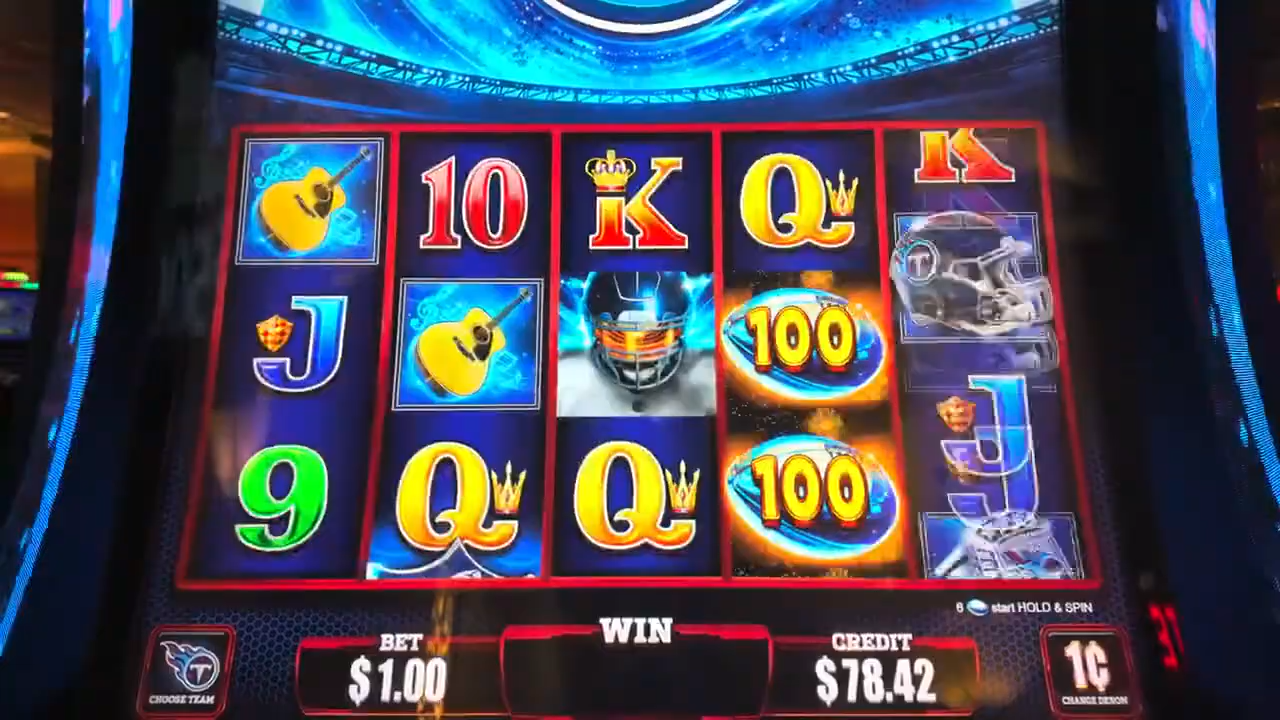 10 K Q K
J 100
9 Q Q 100 J
6 start HOLD & SPIN
CHOOSE TEAM
BET
$1.00
WIN
CREDIT
$78.42
1¢
CHANGE DENOM